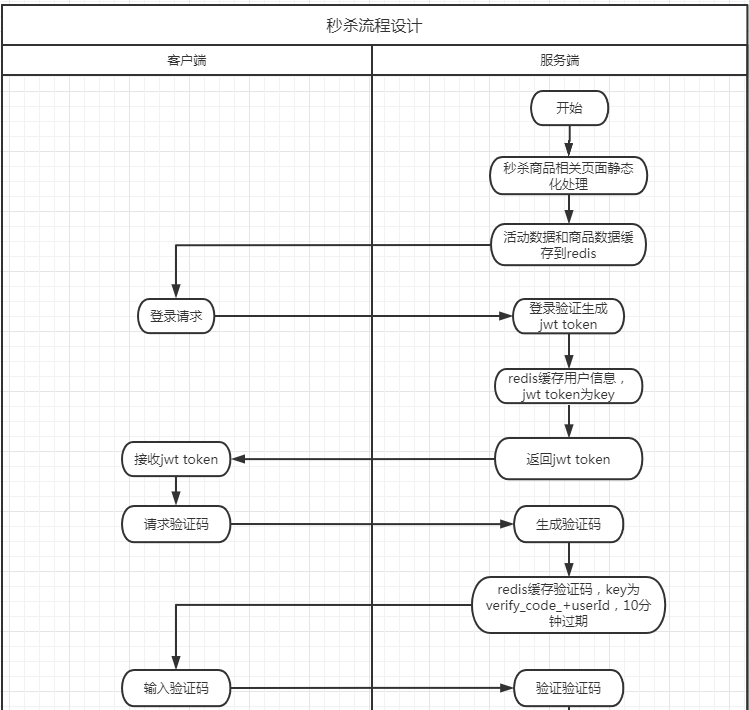 秒杀流程设计
客户端
服务端
开始
秒杀商品相关页面静态
化处理
活动数据和商品数据缓
存到redis
登录请求
登录验证生成
jwt token
redis缓存用户信息，
jwt token为key
接收jwt token
返回jwt token
请求验证码
生成验证码
redis缓存验证码，key为
verify_code_+userId，10分
钟过期
输入验证码
验证验证码